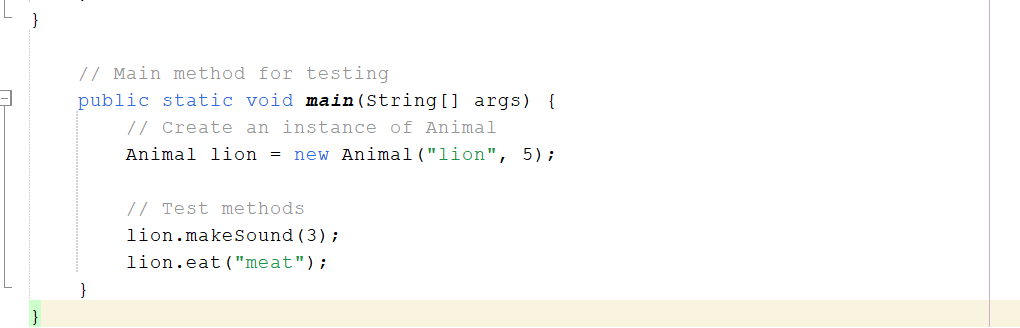 }
// Main method for testing
public static void main(String[] args) {
// Create an instance of Animal
Animal lion = new Animal("lion", 5);
// Test methods
lion.makeSound(3);
lion.eat("meat");
}
}